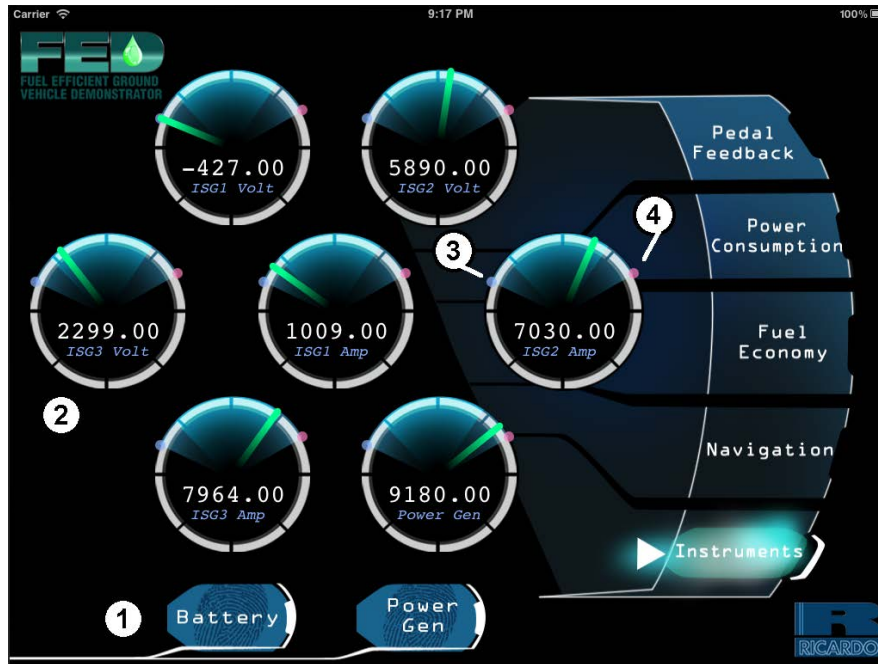 Carrier
9:17 PM
100%
FED
FUEL EFFICIENT GROUND
VEHICLE DEMONSTRATOR
-427.00
ISG1 Volt
5890.00
ISG2 Volt
Pedal
Feedback
Power
Consumption
3
4
2299.00
ISG3 Volt
1009.00
ISG1 Amp
7030.00
ISG2 Amp
Fuel
Economy
2
7964.00
ISG3 Amp
9180.00
Power Gen
Navigation
Instruments
1
Battery
Power
Gen
R
RICARDO